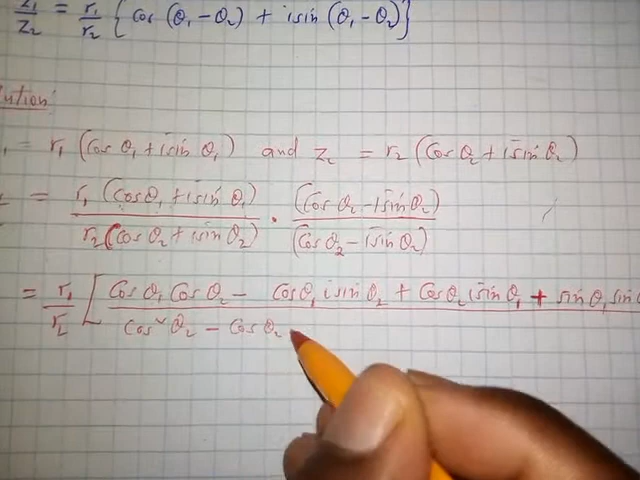 z₁/z₂ = r₁/r₂ { cos (θ₁ - θ₂) + i sin (θ₁ - θ₂)}
ution:
₁ = r₁ (Cos θ₁ + i sin θ₁) and z₂ = r₂ (Cos θ₂ + i sin θ₂)
= r₁ (Cos θ₁ + i sin θ₁) / r₂ (Cos θ₂ + i sin θ₂) · (Cos θ₂ - i sin θ₂) / (Cos θ₂ - i sin θ₂)
= r₁/r₂ [ Cos θ₁ Cos θ₂ - Cos θ₁ i sin θ₂ + Cos θ₂ i sin θ₁ + sin θ₁ sin / Cos² θ₂ - Cos θ₂